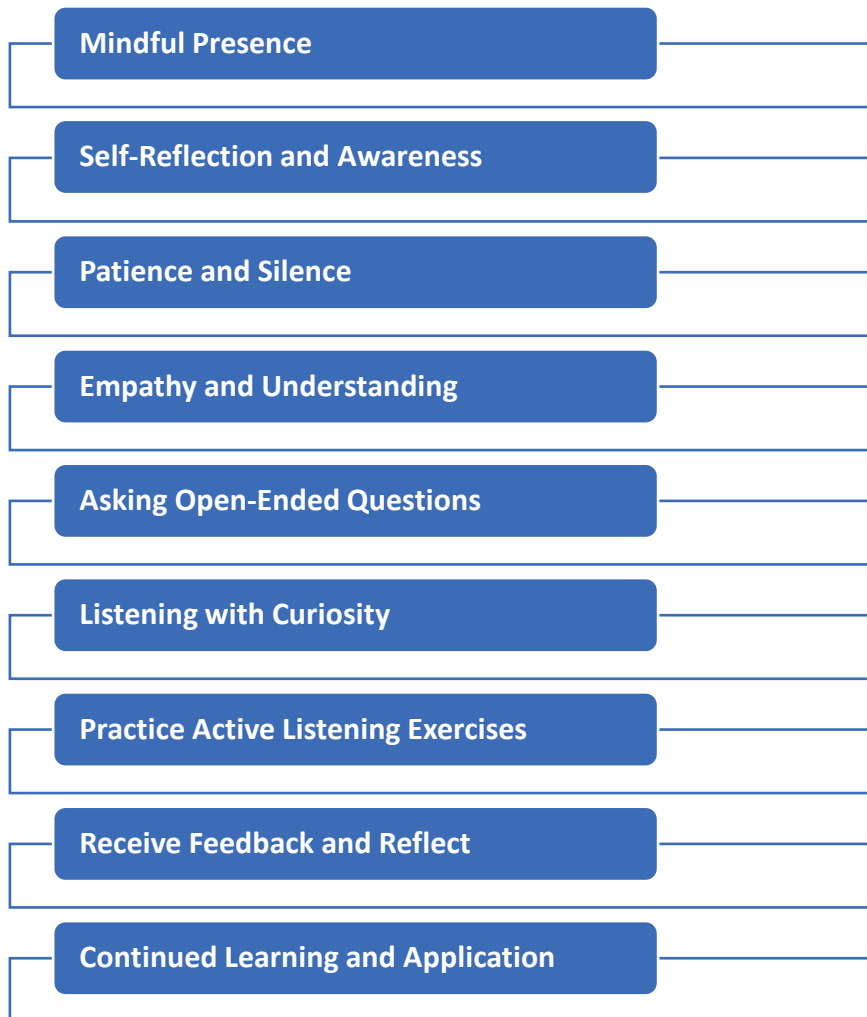 Mindful Presence
Self-Reflection and Awareness
Patience and Silence
Empathy and Understanding
Asking Open-Ended Questions
Listening with Curiosity
Practice Active Listening Exercises
Receive Feedback and Reflect
Continued Learning and Application